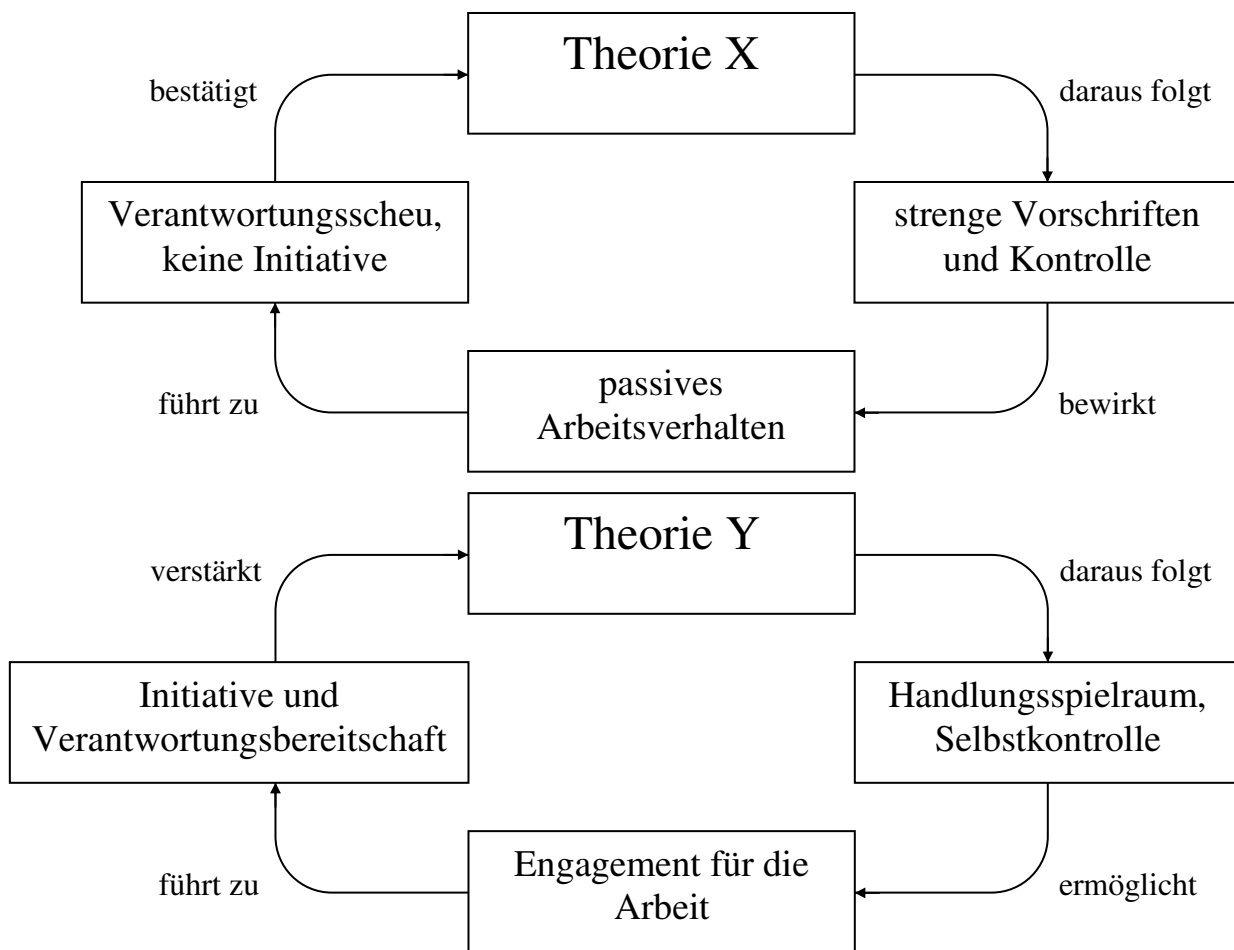 Theorie X
bestätigt
daraus folgt
Verantwortungsscheu,
keine Initiative
strenge Vorschriften
und Kontrolle
passives
Arbeitsverhalten
führt zu
bewirkt
Theorie Y
verstärkt
daraus folgt
Initiative und
Verantwortungsbereitschaft
Handlungsspielraum,
Selbstkontrolle
Engagement für die
Arbeit
führt zu
ermöglicht